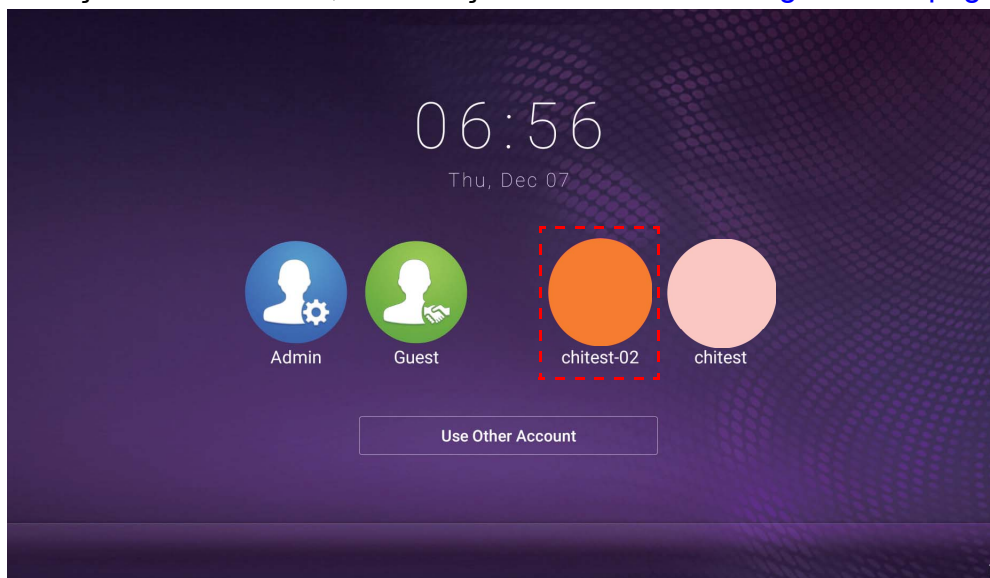 06:56
Thu, Dec 07
Admin
Guest
chitest-02
chitest
Use Other Account